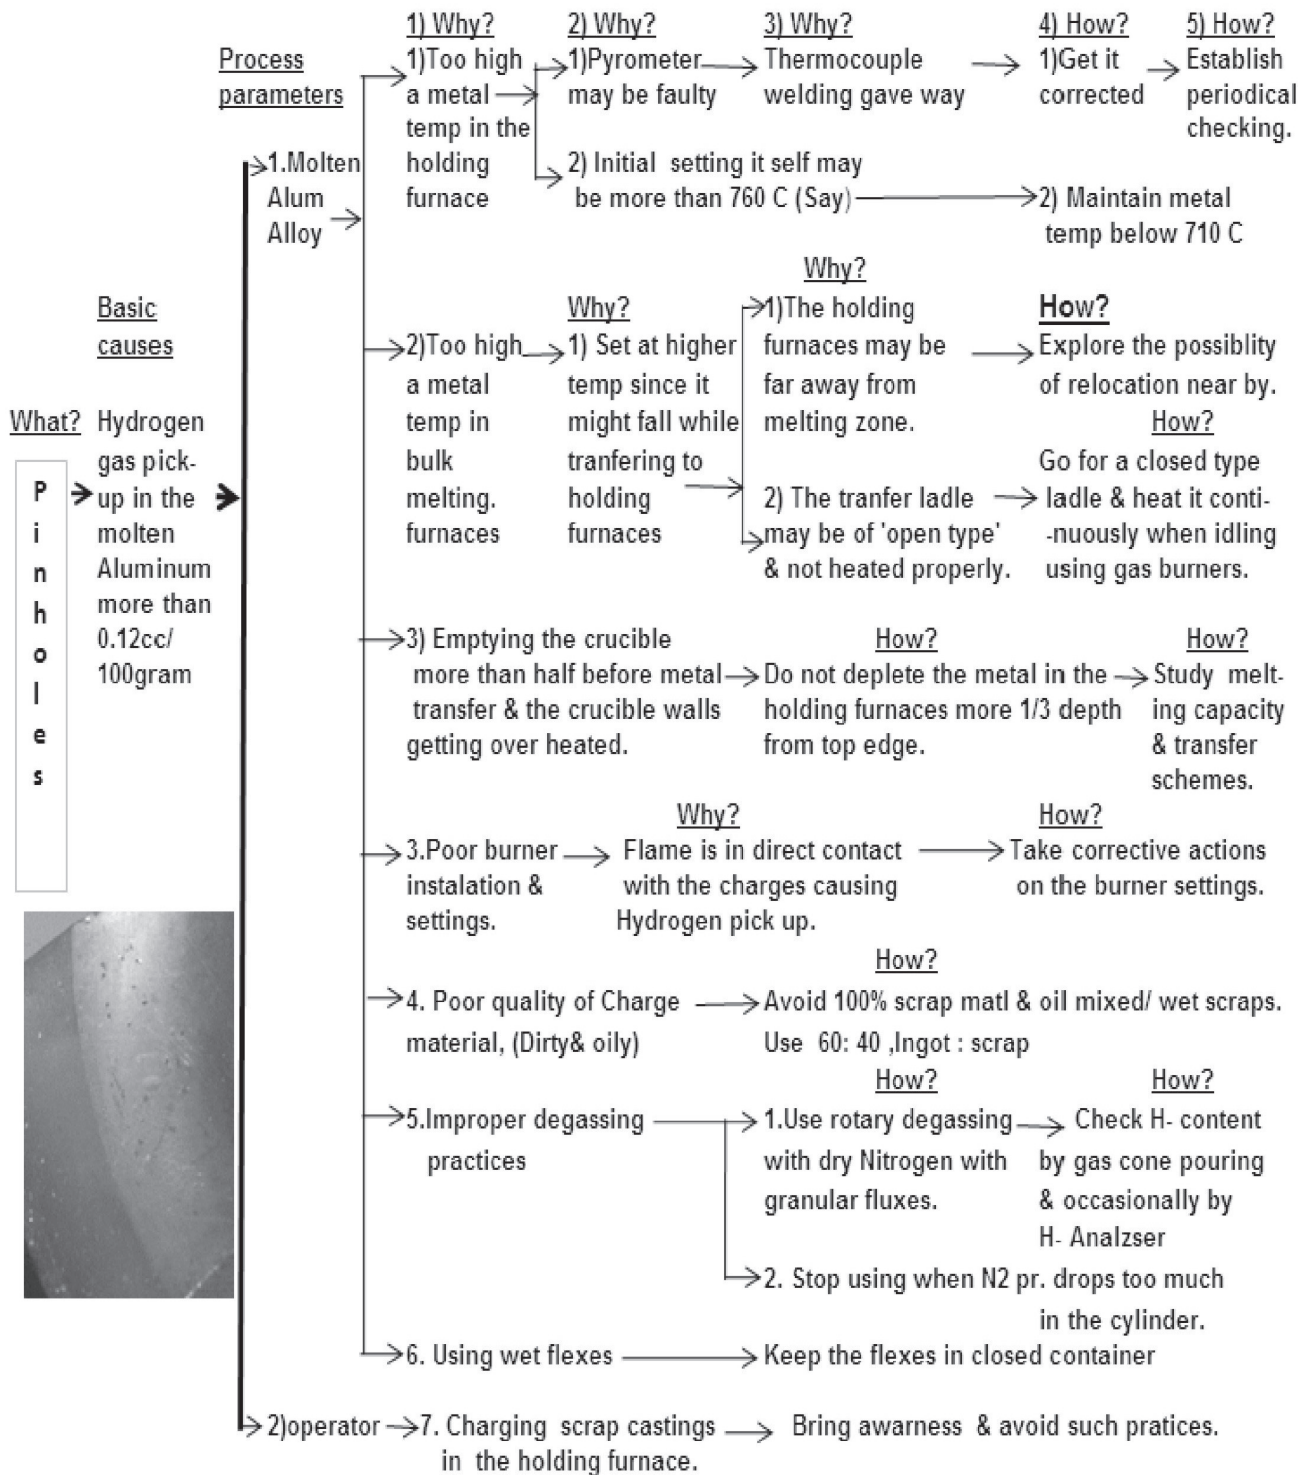 1) Why?
2) Why?
3) Why?
4) How?
5) How?
Process
parameters
1)Too high
a metal
temp in the
holding
furnace
1)Pyrometer
may be faulty
Thermocouple
welding gave way
1)Get it
corrected
Establish
periodical
checking.
1.Molten
Alum
Alloy
2) Initial setting it self may
be more than 760 C (Say)
2) Maintain metal
temp below 710 C
Basic
causes
What?
Hydrogen
gas pick-
up in the
molten
Aluminum
more than
0.12cc/
100gram
P
i
n
h
o
l
e
s
2)Too high
a metal
temp in
bulk
melting.
furnaces
Why?
1) Set at higher
temp since it
might fall while
tranfering to
holding
furnaces
Why?
1)The holding
furnaces may be
far away from
melting zone.
How?
Explore the possiblity
of relocation near by.
2) The tranfer ladle
may be of 'open type'
& not heated properly.
How?
Go for a closed type
ladle & heat it conti-
-nuously when idling
using gas burners.
3) Emptying the crucible
more than half before metal
transfer & the crucible walls
getting over heated.
How?
Do not deplete the metal in the
holding furnaces more 1/3 depth
from top edge.
How?
Study melt-
ing capacity
& transfer
schemes.
3.Poor burner
instalation &
settings.
Why?
Flame is in direct contact
with the charges causing
Hydrogen pick up.
How?
Take corrective actions
on the burner settings.
4. Poor quality of Charge
material, (Dirty& oily)
How?
Avoid 100% scrap matl & oil mixed/ wet scraps.
Use 60: 40 ,Ingot : scrap
5.Improper degassing
practices
How?
1.Use rotary degassing
with dry Nitrogen with
granular fluxes.
How?
Check H- content
by gas cone pouring
& occasionally by
H- Analzser
2. Stop using when N2 pr. drops too much
in the cylinder.
6. Using wet flexes
Keep the flexes in closed container
2)operator
7. Charging scrap castings
in the holding furnace.
Bring awarness & avoid such pratices.